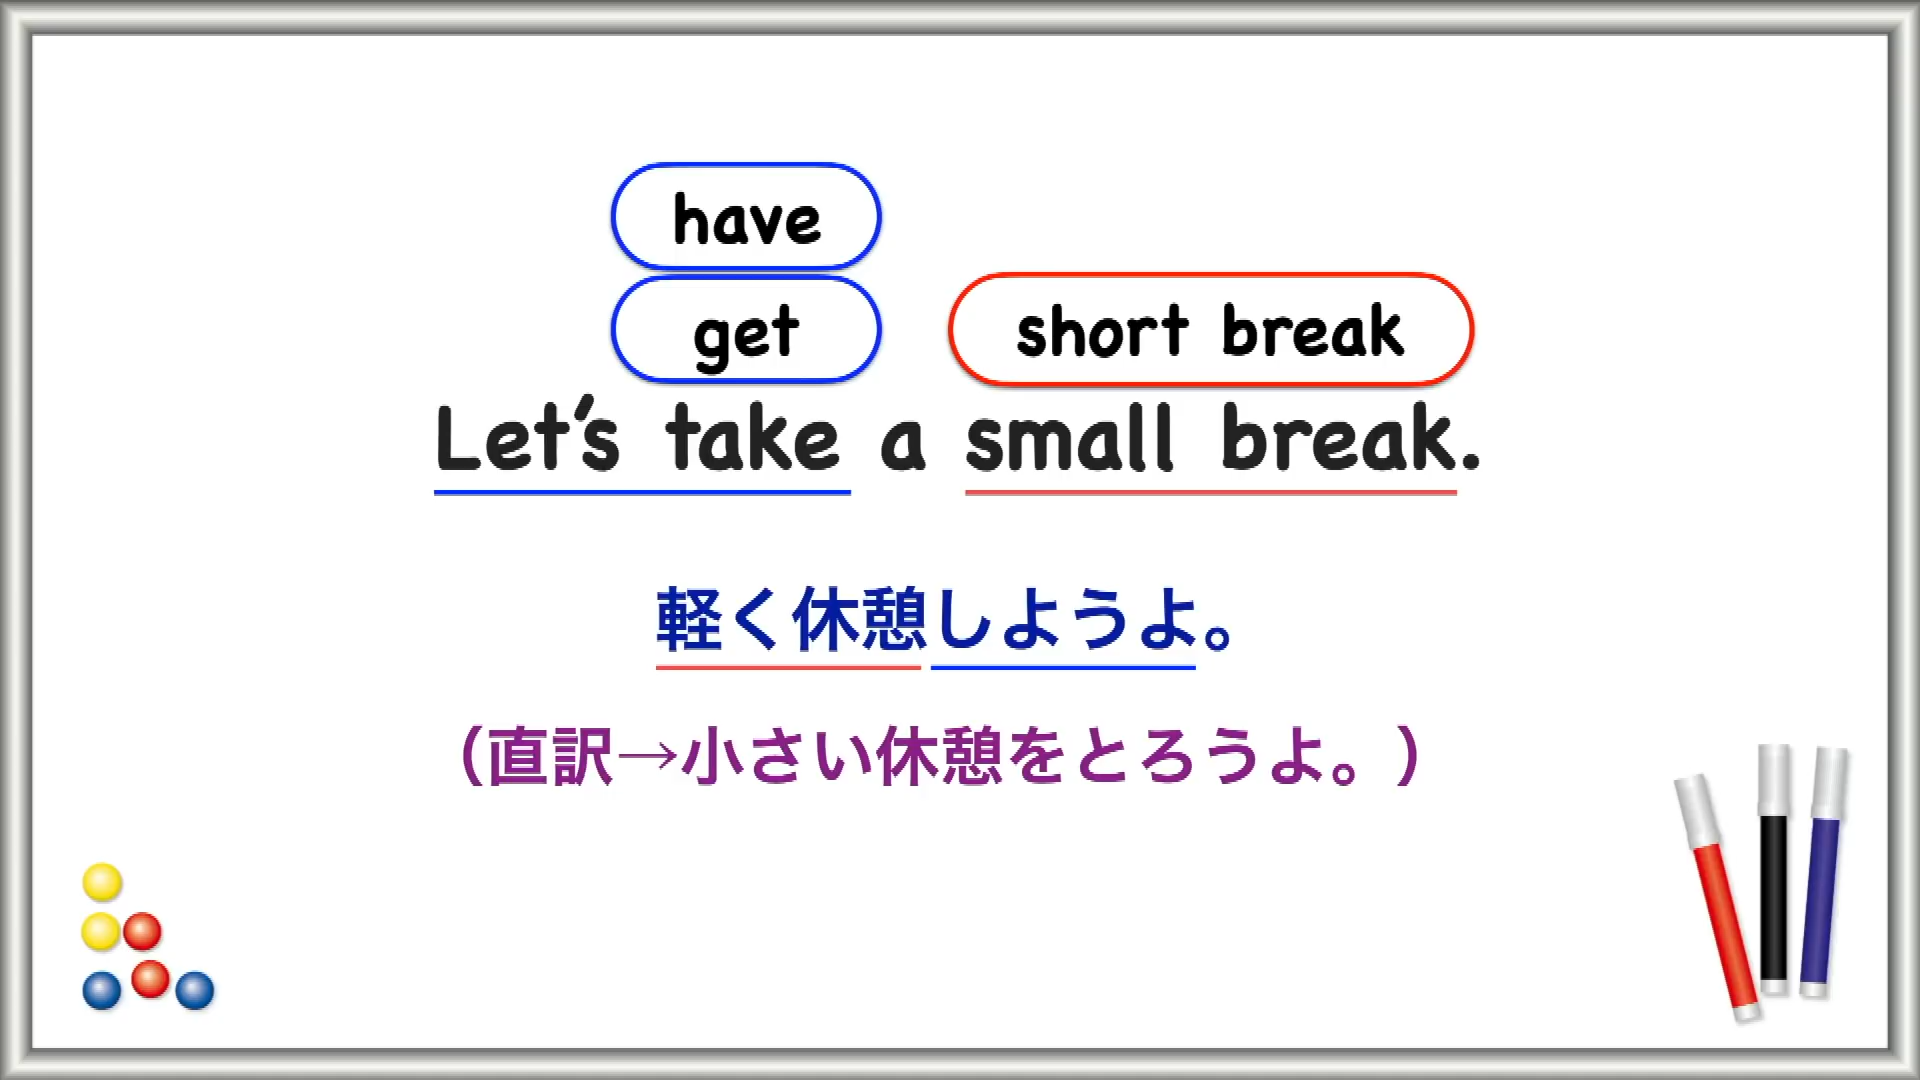 have
get
short break
Let's take a small break.
軽く休憩しようよ。
（直訳→小さい休憩をとろうよ。）